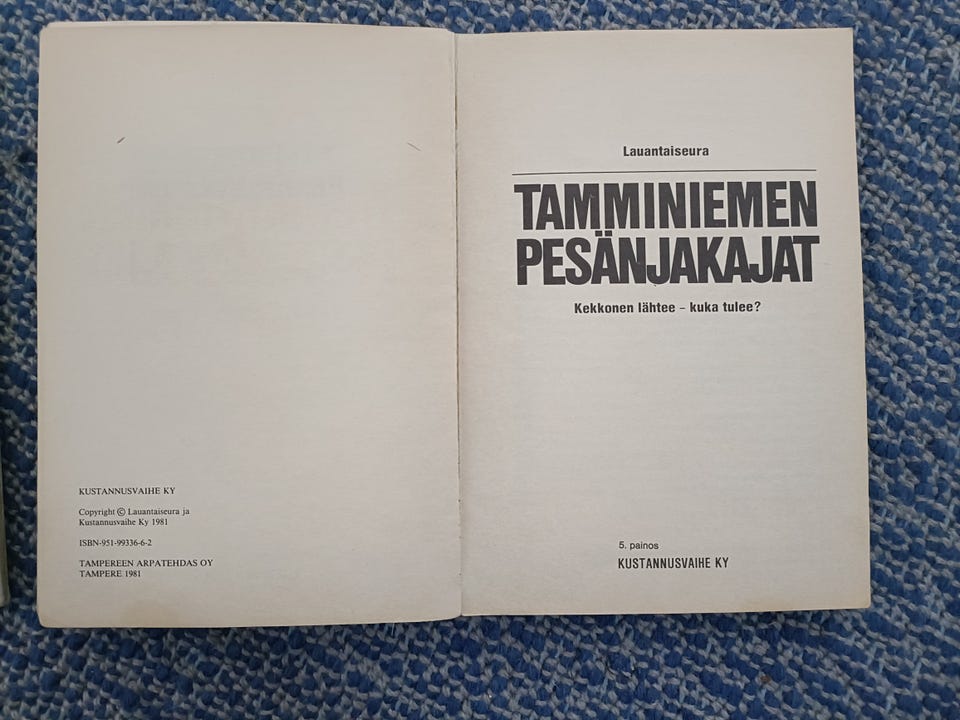 KUSTANNUSVAIHE KY
Copyright © Lauantaiseura ja
Kustannusvaihe Ky 1981
ISBN-951-99336-6-2
TAMPEREEN ARPATEHDAS OY
TAMPERE 1981
Lauantaiseura
TAMMINIEMEN
PESÄNJAKAJAT
Kekkonen lähtee – kuka tulee?
5. painos
KUSTANNUSVAIHE KY